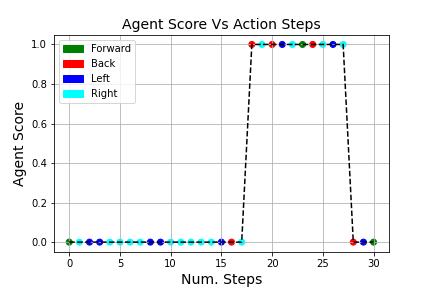 Agent Score Vs Action Steps
Agent Score
1.0
0.8
0.6
0.4
0.2
0.0
Forward
Back
Left
Right
0 5 10 15 20 25 30
Num. Steps